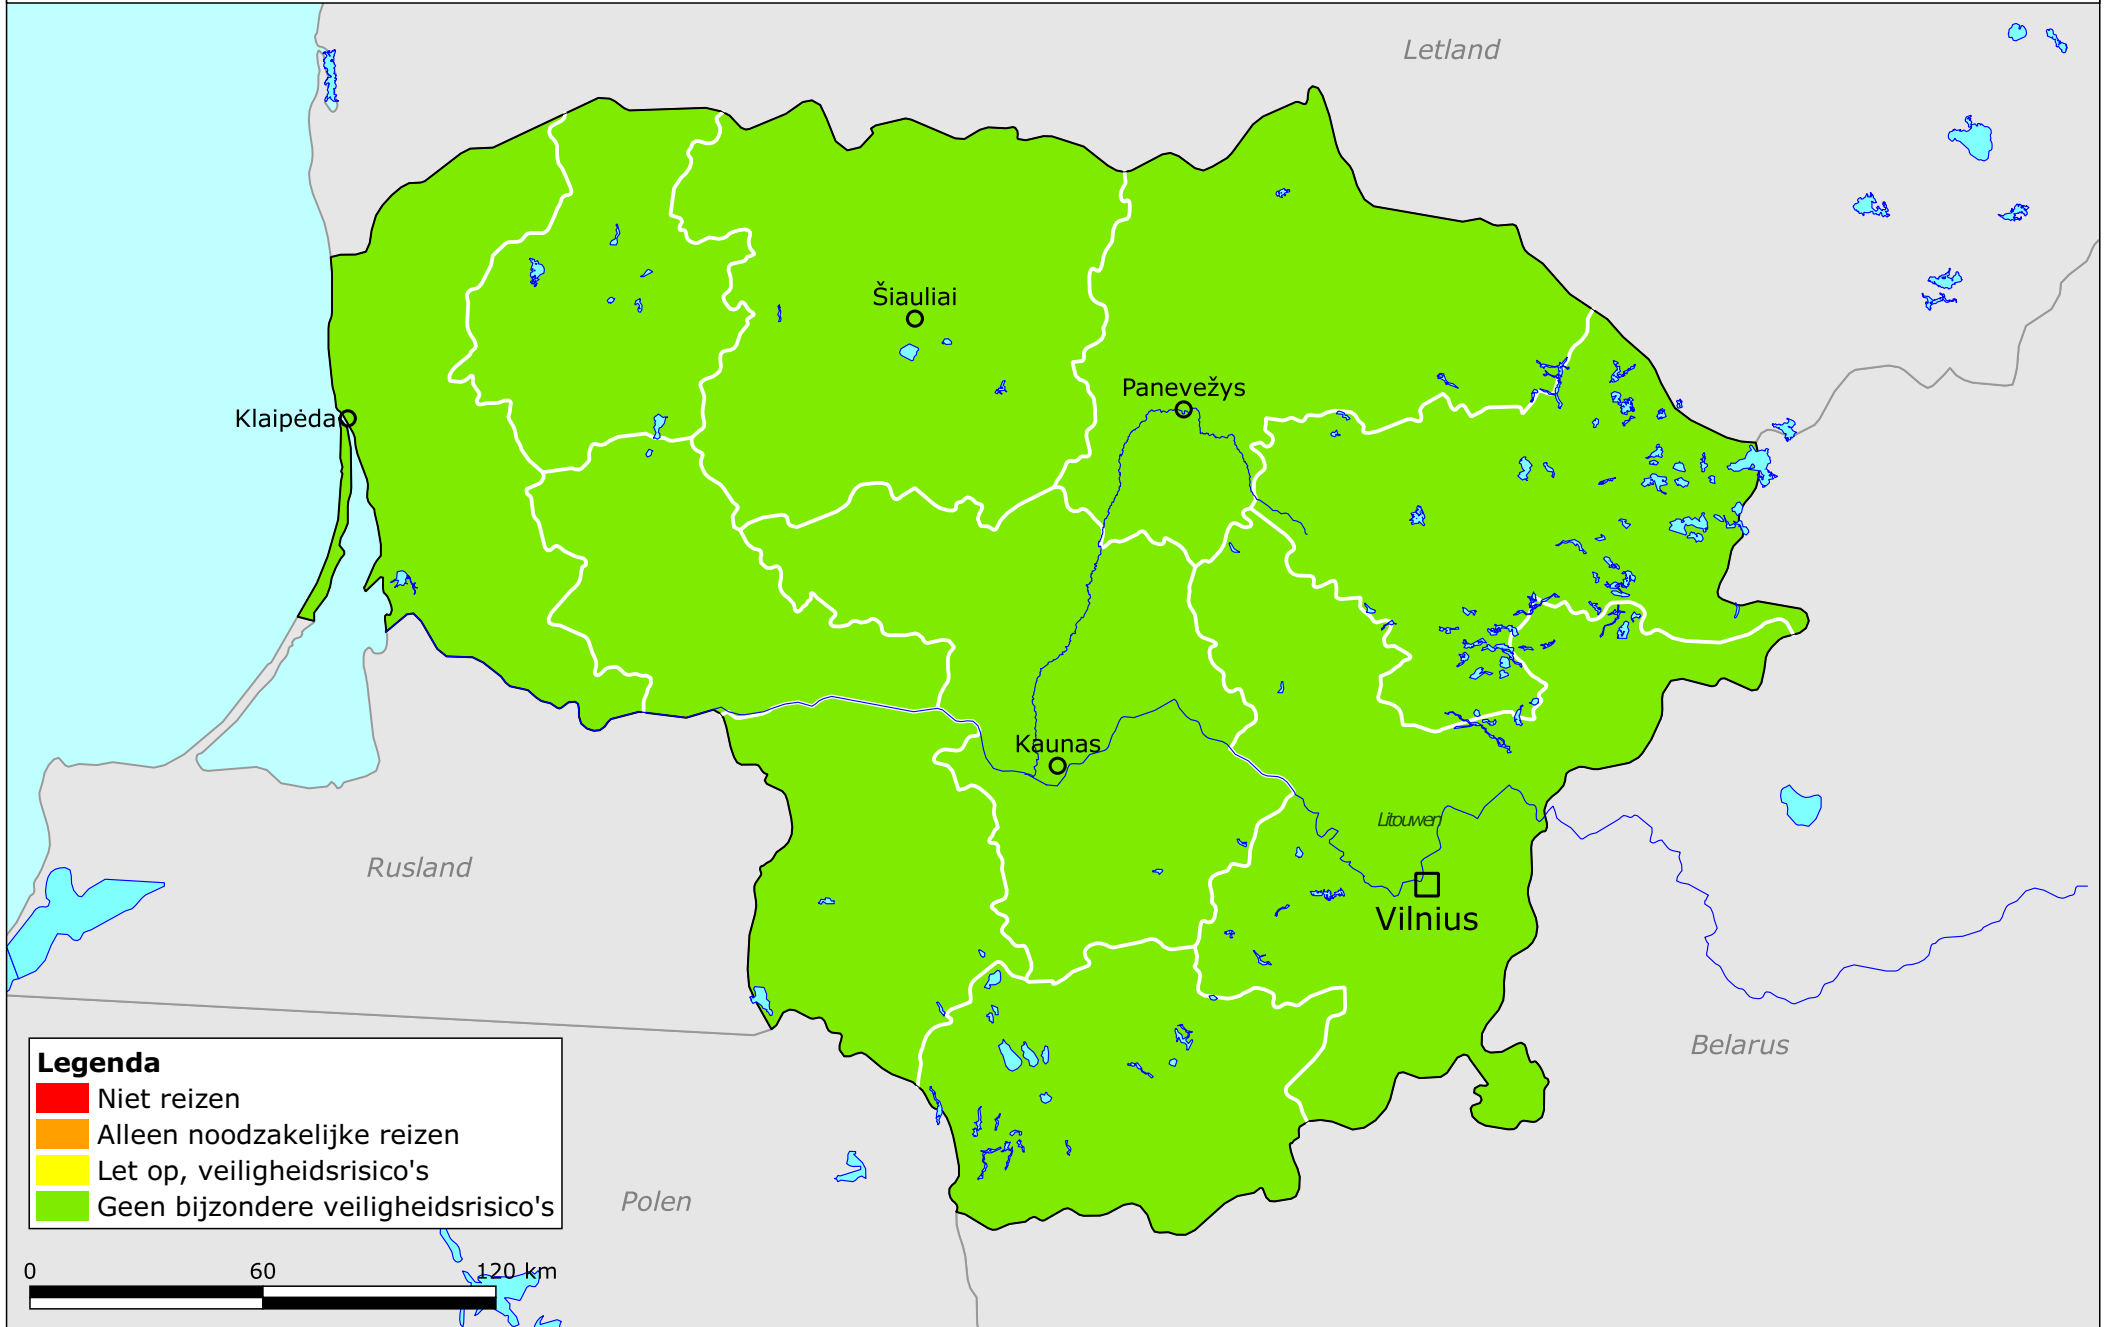 Letland
Šiauliai
Panevežys
Klaipėda
Kaunas
Litouwen
Rusland
Vilnius
Belarus
Legenda
Niet reizen
Alleen noodzakelijke reizen
Let op, veiligheidsrisico's
Geen bijzondere veiligheidsrisico's
Polen
0 60 120 km